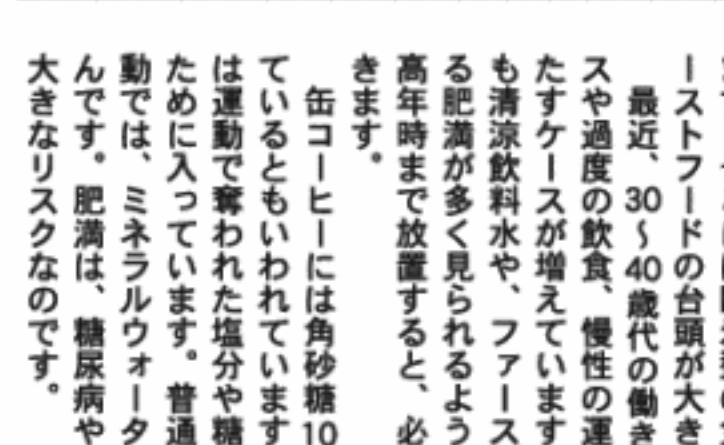 ーストフードの台頭が大き
最近、30〜40歳代の働き
スや過度の飲食、慢性の運
たすケースが増えています
も清涼飲料水や、ファース
る肥満が多く見られるよう
高年時まで放置すると、必
きます。
缶コーヒーには角砂糖10
ているともいわれています
は運動で奪われた塩分や糖
ために入っています。普通
動では、ミネラルウォータ
んです。肥満は、糖尿病や
大きなリスクなのです。